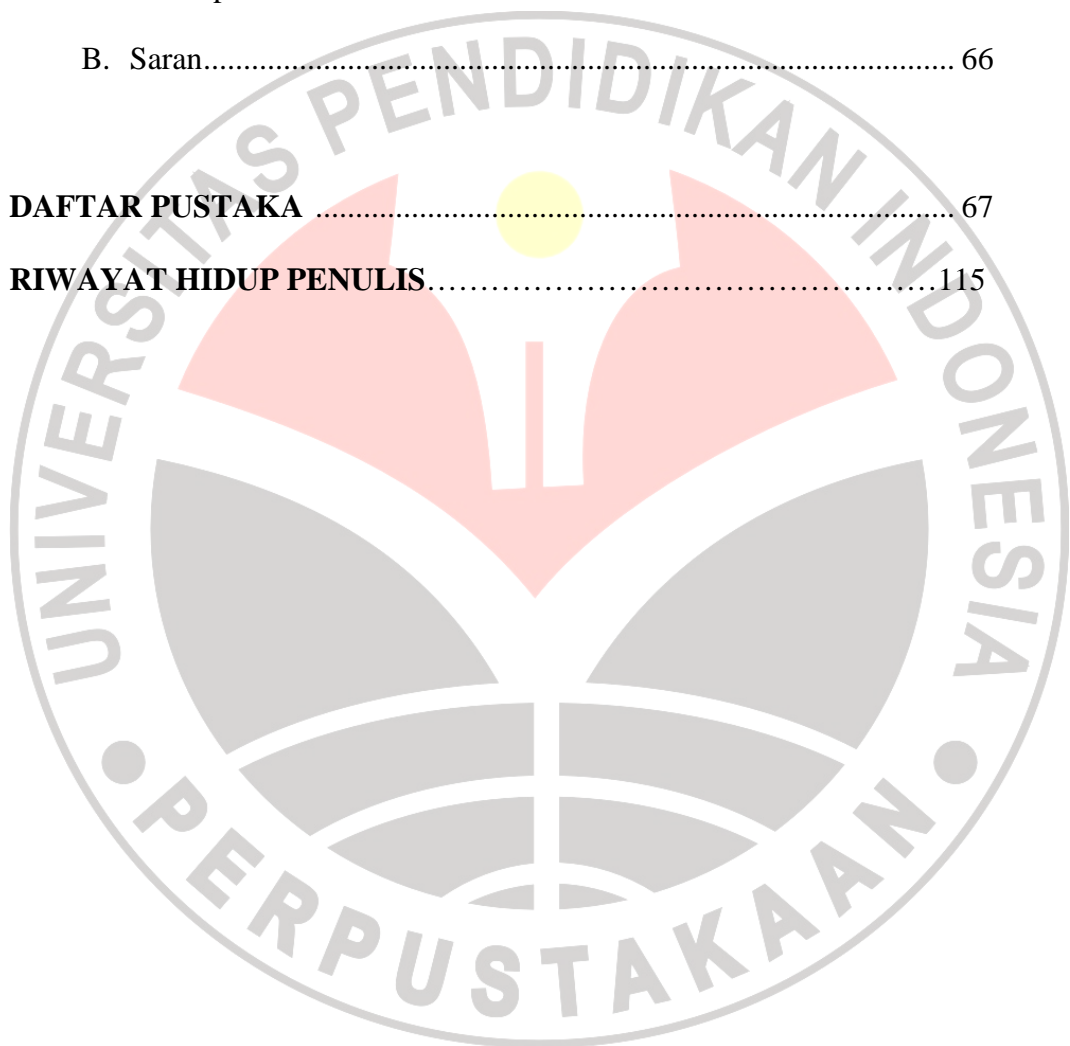 B. Saran.............................................................................................. 66
DAFTAR PUSTAKA ................................................................................ 67
RIWAYAT HIDUP PENULIS……………………………………………115
UNIVERSITAS PENDIDIKAN INDONESIA
PERPUSTAKAAN